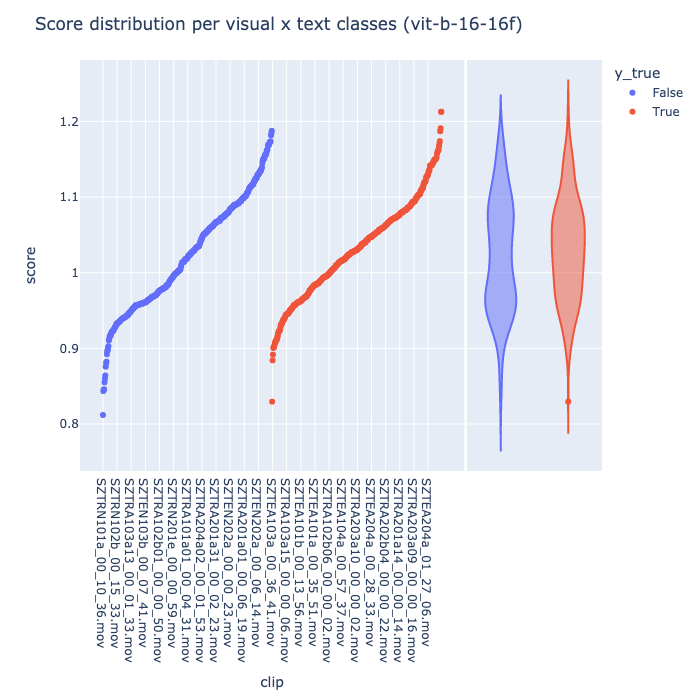 Score distribution per visual x text classes (vit-b-16-16f)
y_true
False
True
score
1.2
1.1
1
0.9
0.8
SZTRN101a_00_10_36.mov
SZTRN102b_00_15_33.mov
SZTRA103a13_00_01_33.mov
SZTEN103b_00_07_41.mov
SZTRA102b01_00_00_50.mov
SZTRN201e_00_00_59.mov
SZTRA101a01_00_04_31.mov
SZTRA204a02_00_01_53.mov
SZTRA201a31_00_02_23.mov
SZTEN202a_00_00_23.mov
SZTRA201a01_00_06_19.mov
SZTEN202a_00_06_14.mov
SZTEA103a_00_36_41.mov
SZTRA103a15_00_00_06.mov
SZTEA101b_00_13_56.mov
SZTEA101a_00_35_51.mov
SZTRA102b06_00_00_02.mov
SZTEA104a_00_57_37.mov
SZTRA203a10_00_00_02.mov
SZTEA204a_00_28_33.mov
SZTRA202b04_00_00_22.mov
SZTRA201a14_00_00_14.mov
SZTRA203a09_00_00_16.mov
SZTEA204a_01_27_06.mov
clip